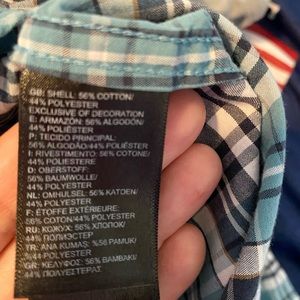 GB: SHELL: 56% COTTON/
44% POLYESTER
EXCLUSIVE OF DECORATION
E: ARMAZÓN: 56% ALGODÓN/
44% POLIÉSTER
P: TECIDO PRINCIPAL:
56% ALGODÃO/44% POLIÉSTER
I: RIVESTIMENTO: 56% COTONE/
44% POLIESTERE
D: OBERSTOFF:
56% BAUMWOLLE/
44% POLYESTER
NL: OMHULSEL: 56% KATOEN/
44% POLYESTER
F: ÉTOFFE EXTÉRIEURE:
56% COTON/
44% POLYESTER
RU: КОЖУХ: 56% ХЛОПОК/
44% ПОЛИЭСТЕР
TR: ANA KUMAŞ: %56 PAMUK/
%44 POLYESTER
GR: ΚΕΛΥΦΟΣ: 56% ΒΑΜΒΑΚΙ/
44% ΠΟΛΥΕΣΤΕΡΑΣ